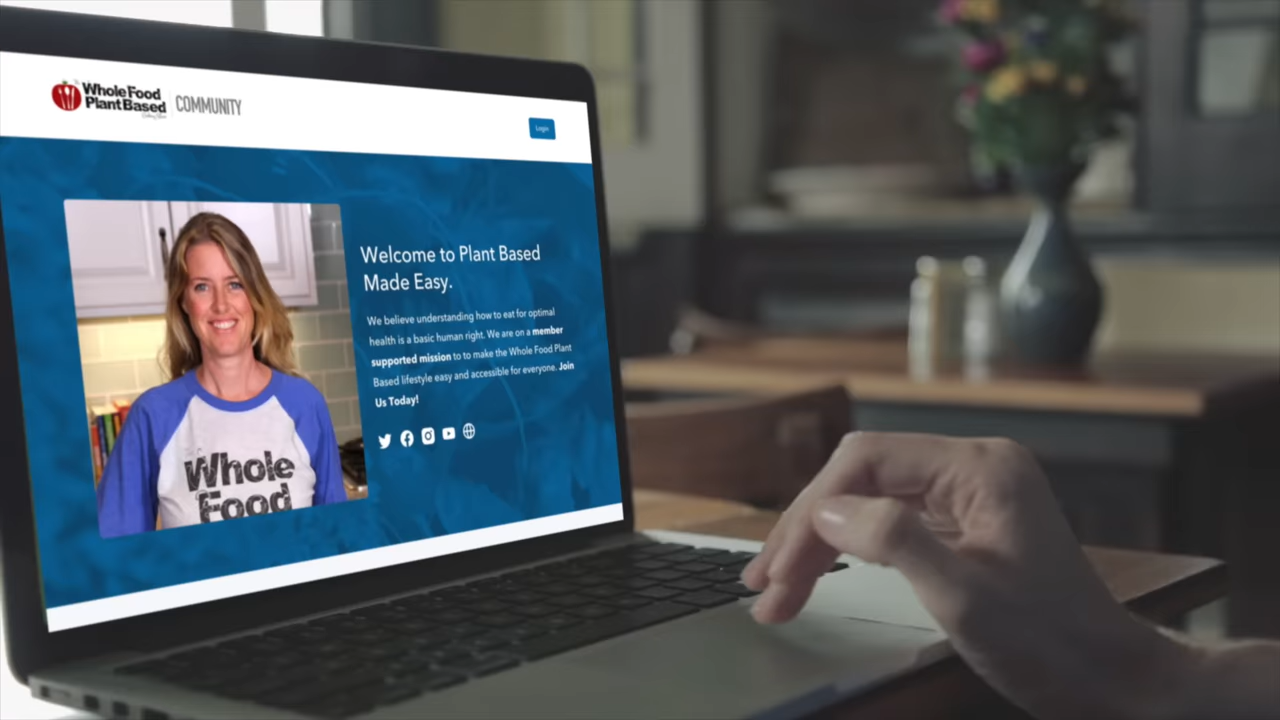 Whole Food
Plant Based
COMMUNITY
Login
Welcome to Plant Based
Made Easy.
We believe understanding how to eat for optimal
health is a basic human right. We are on a member
supported mission to to make the Whole Food Plant
Based lifestyle easy and accessible for everyone. Join
Us Today!
Whole
Food